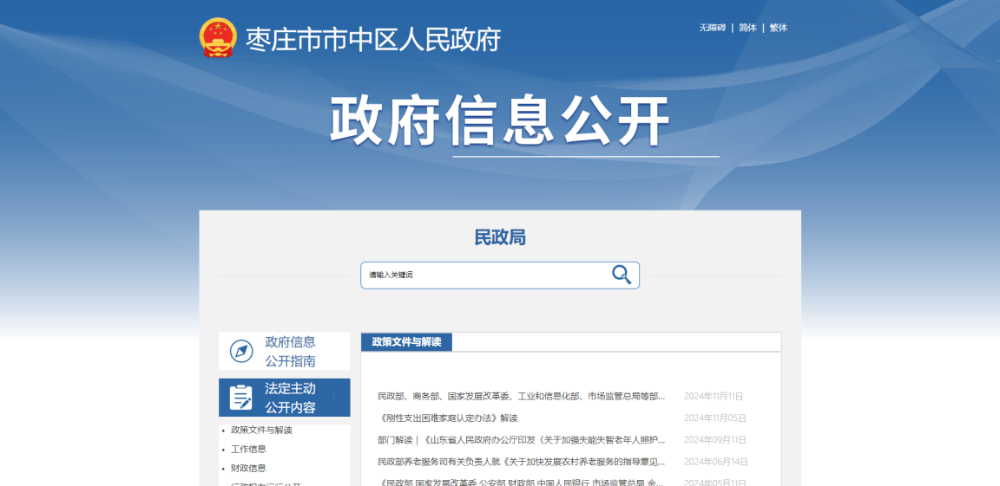 枣庄市市中区人民政府
无障碍 | 简体 | 繁体
政府信息公开
民政局
请输入关键词
政府信息
公开指南
法定主动
公开内容
政策文件与解读
工作信息
财政信息
政策文件与解读
民政部、商务部、国家发展改革委、工业和信息化部、市场监管总局等部... 2024年11月11日
《刚性支出困难家庭认定办法》解读 2024年11月05日
部门解读 | 《山东省人民政府办公厅印发〈关于加强失能失智老年人照护... 2024年09月11日
民政部养老服务司有关负责人就《关于加快发展农村养老服务的指导意见... 2024年06月14日
《民政部 国家发展改革委 公安部 财政部 中国人民银行 市场监管总局 金... 2024年05月11日